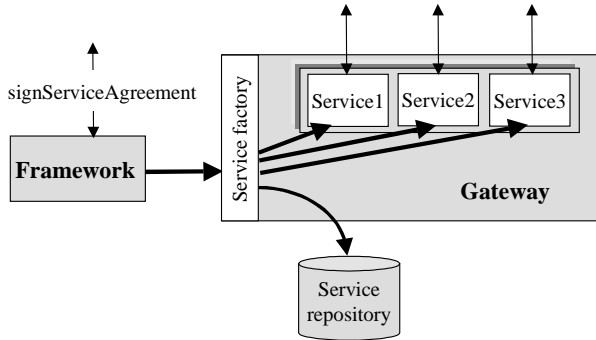 signServiceAgreement
Framework
Service factory
Service1
Service2
Service3
Gateway
Service
repository